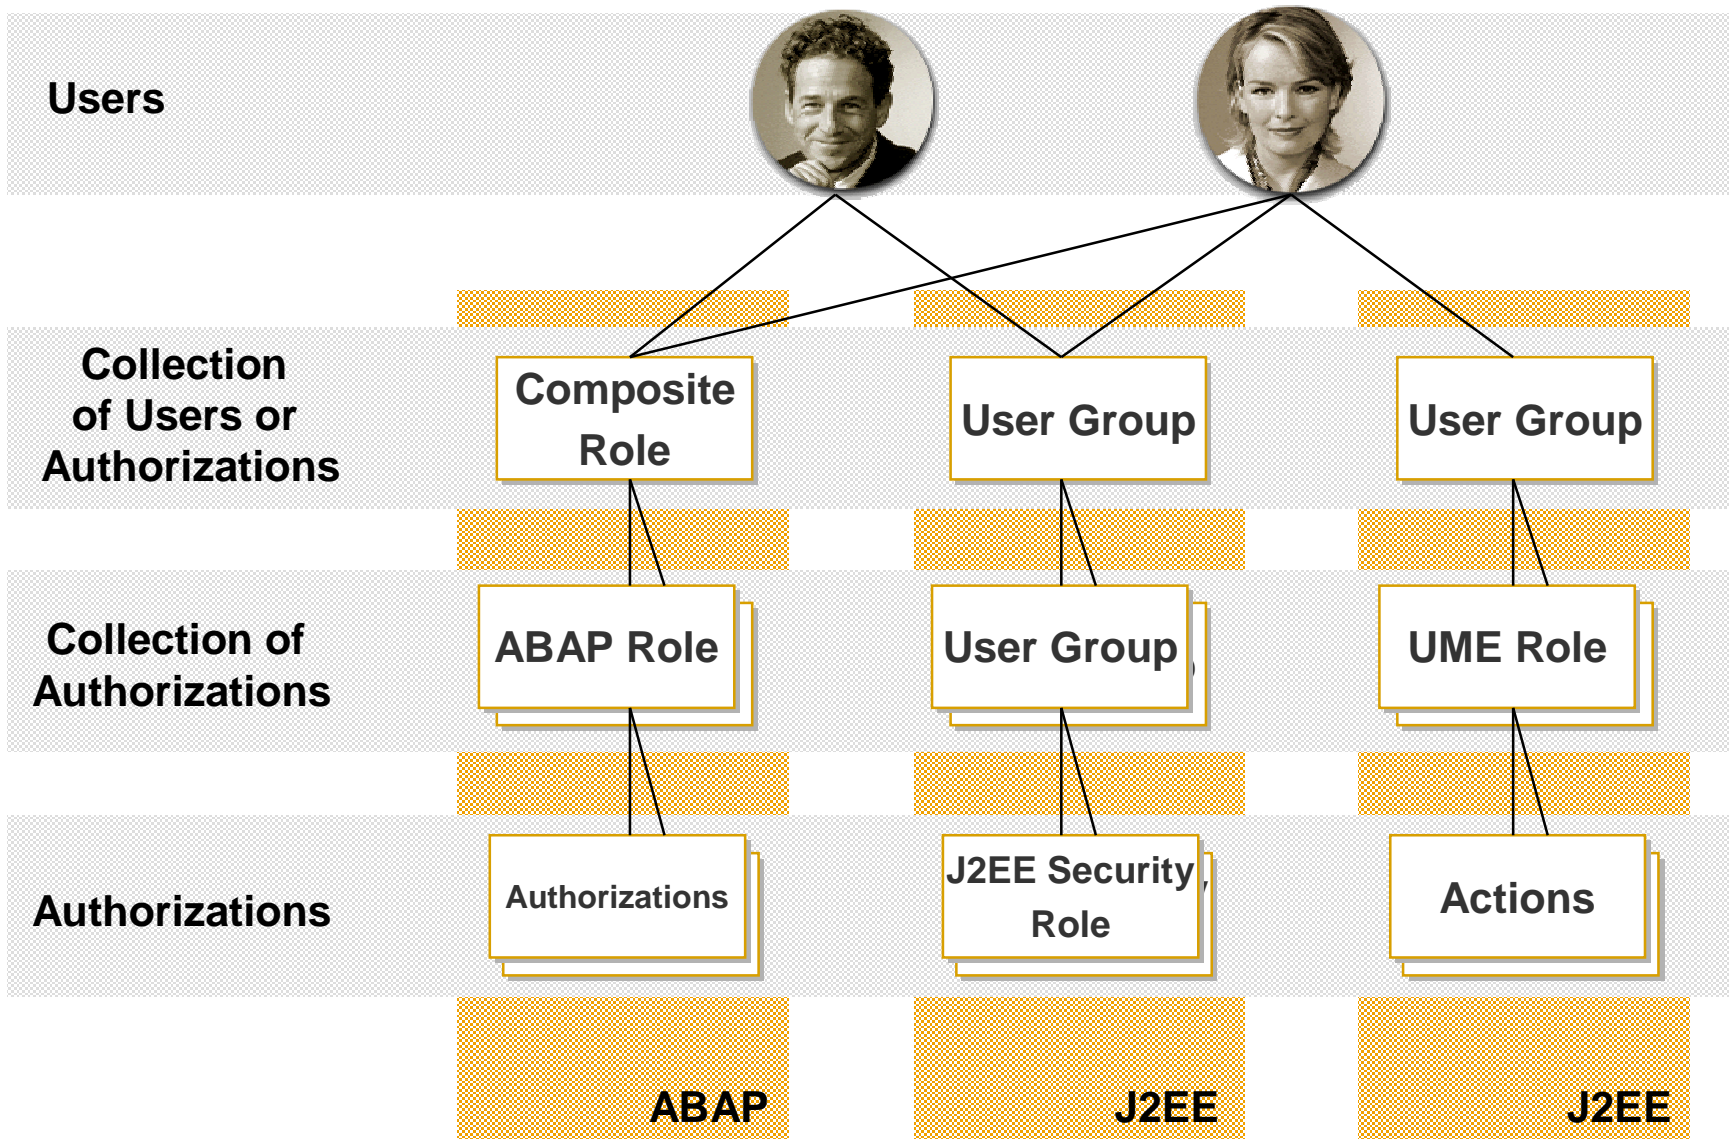 Users
Collection
of Users or
Authorizations
Composite
Role
User Group
User Group
Collection of
Authorizations
ABAP Role
User Group
UME Role
Authorizations
Authorizations
J2EE Security
Role
Actions
ABAP
J2EE
J2EE